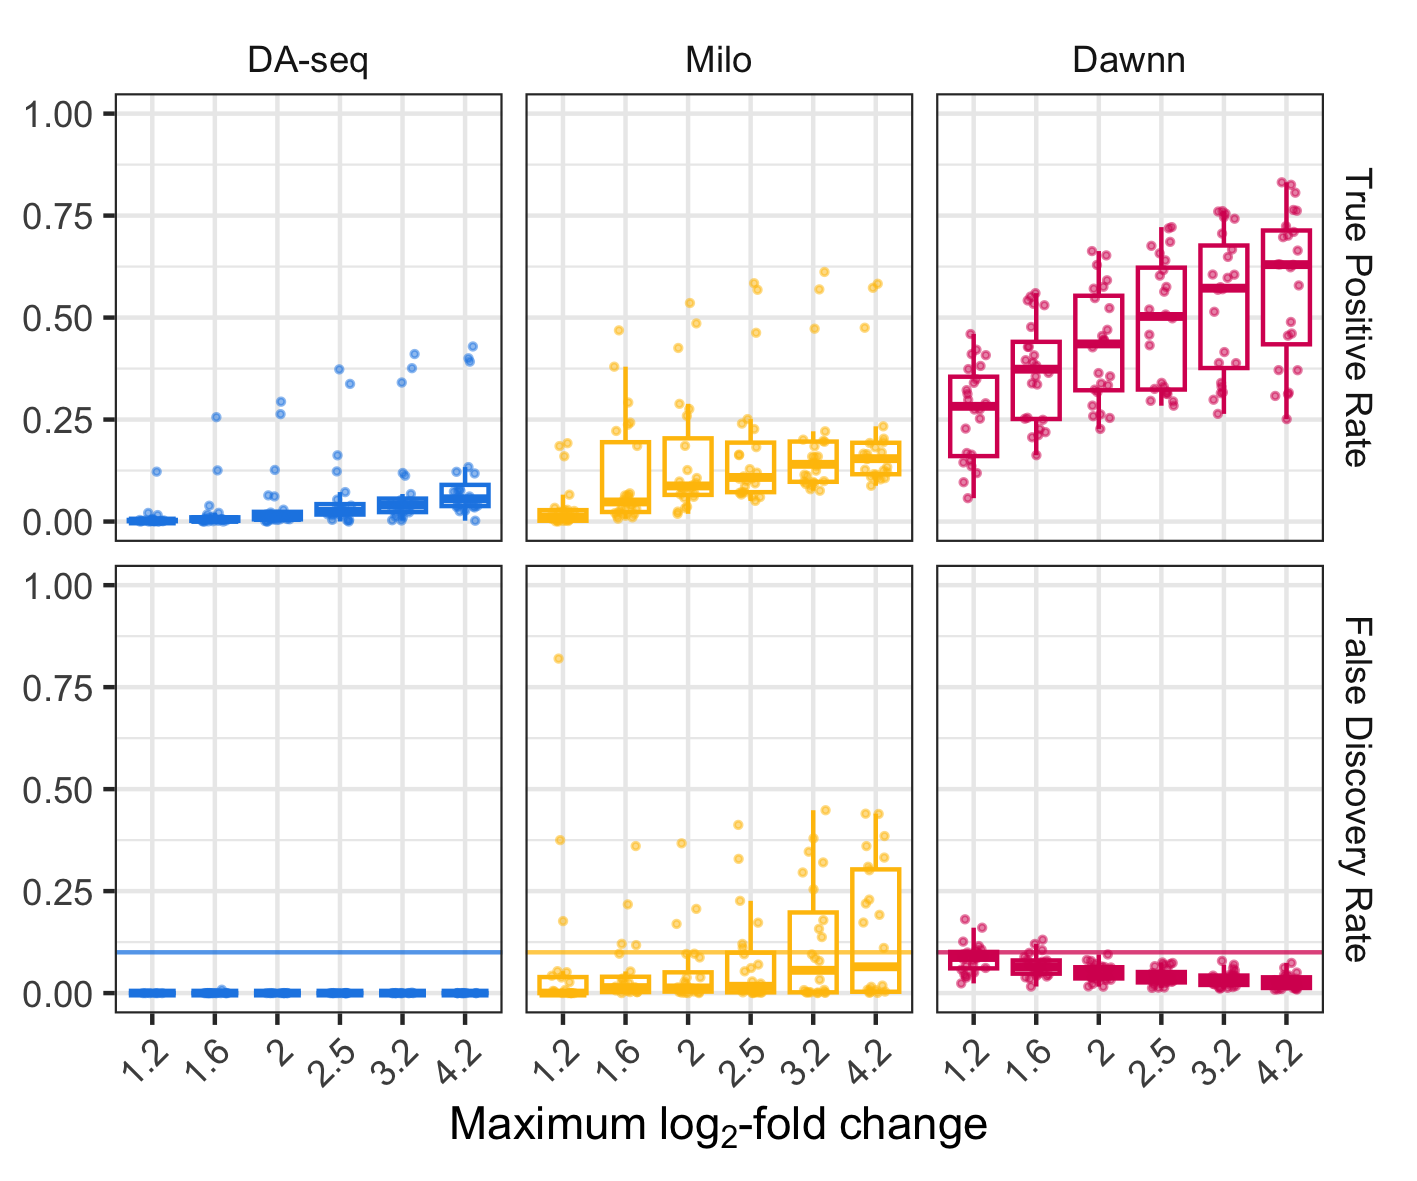 DA-seq Milo Dawnn
1.00
0.75
0.50
0.25
0.00
True Positive Rate
1.00
0.75
0.50
0.25
0.00
False Discovery Rate
1.2 1.6 2 2.5 3.2 4.2 1.2 1.6 2 2.5 3.2 4.2 1.2 1.6 2 2.5 3.2 4.2
Maximum log₂-fold change